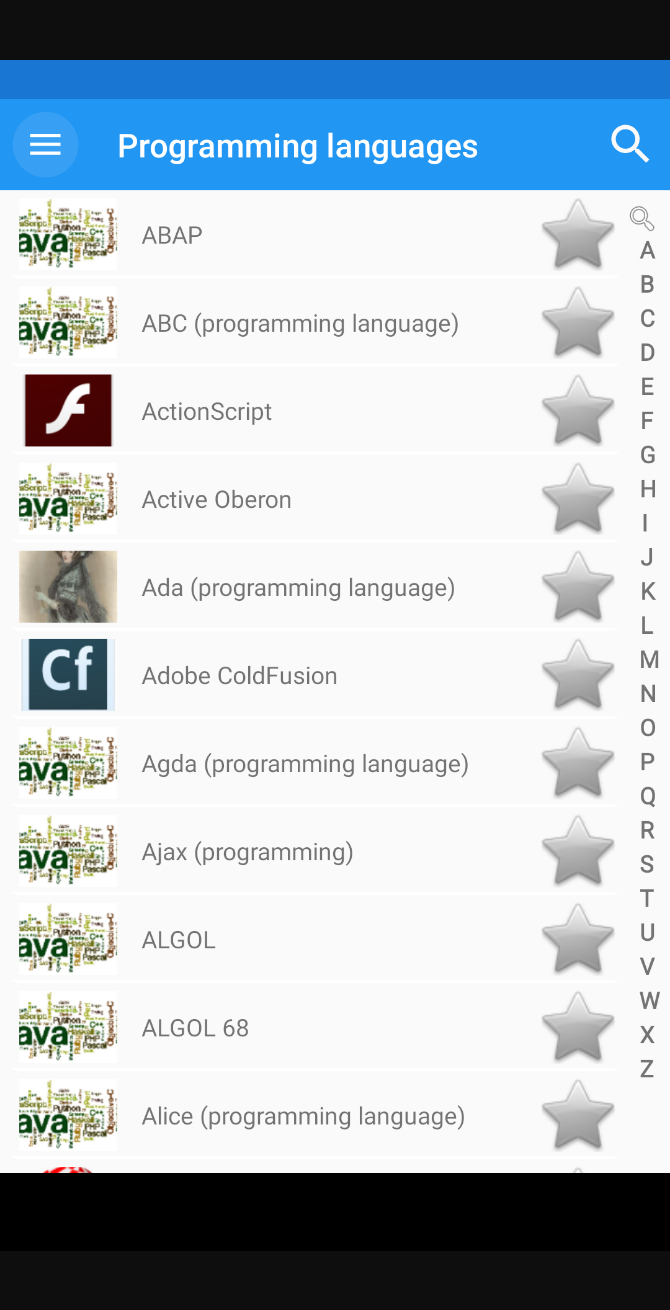 Programming languages
ABAP
ABC (programming language)
ActionScript
Active Oberon
Ada (programming language)
Cf
Adobe ColdFusion
Agda (programming language)
Ajax (programming)
ALGOL
ALGOL 68
Alice (programming language)
A
B
C
D
E
F
G
H
I
J
K
L
M
N
O
P
Q
R
S
T
U
V
W
X
Z